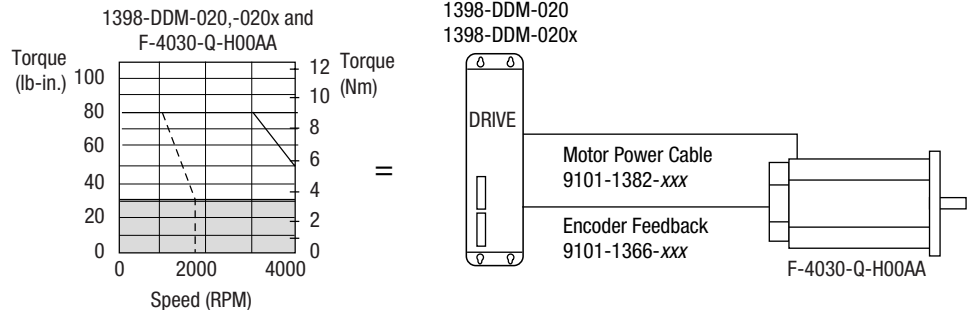 1398-DDM-020,-020x and
F-4030-Q-H00AA
Torque
(lb-in.)
100
80
60
40
20
0
12
10
8
6
4
2
0
Torque
(Nm)
0 2000 4000
Speed (RPM)
=
1398-DDM-020
1398-DDM-020x
DRIVE
Motor Power Cable
9101-1382-xxx
Encoder Feedback
9101-1366-xxx
F-4030-Q-H00AA